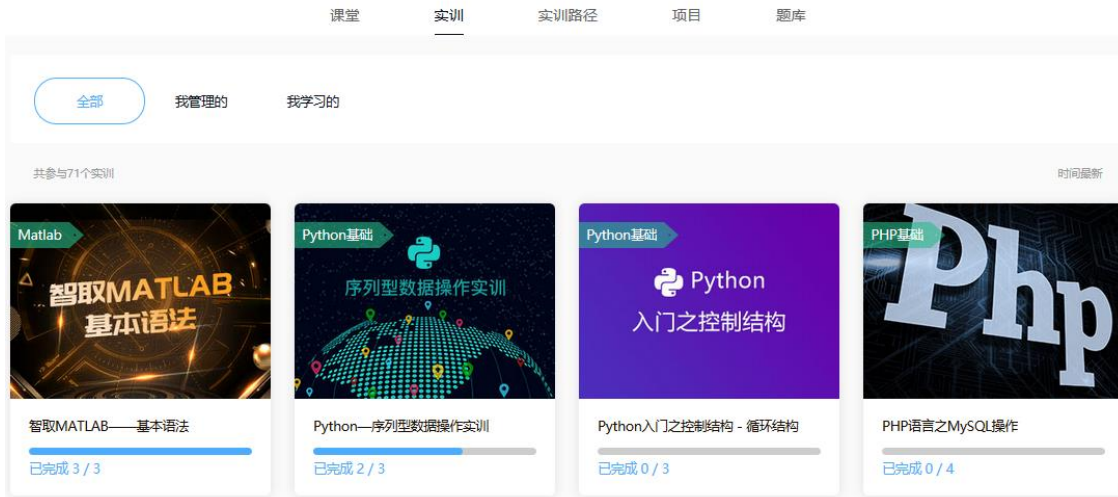 课堂 实训 实训路径 项目 题库
全部 我管理的 我学习的
共参与71个实训 时间最新
Matlab
智取MATLAB
基本语法
智取MATLAB——基本语法
已完成 3 / 3
Python基础
序列型数据操作实训
Python—序列型数据操作实训
已完成 2 / 3
Python基础
Python
入门之控制结构
Python入门之控制结构 - 循环结构
已完成 0 / 3
PHP基础
Php
PHP语言之MySQL操作
已完成 0 / 4